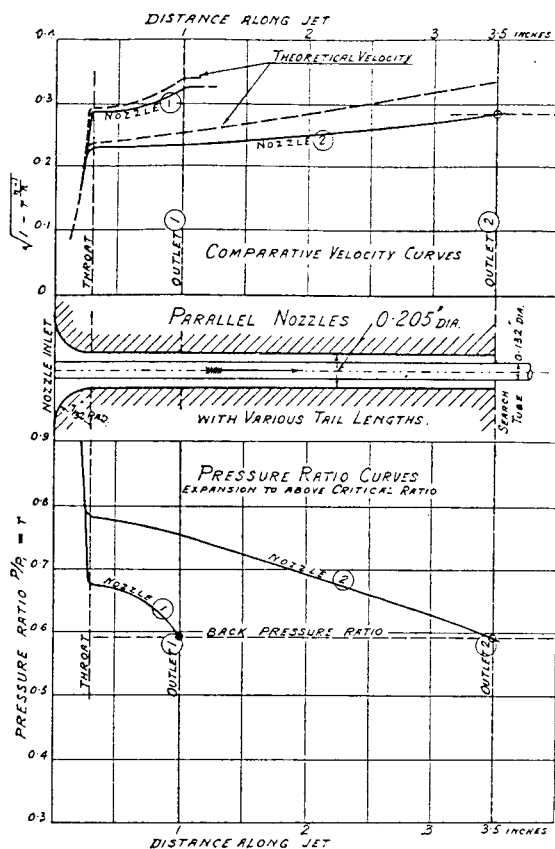 DISTANCE ALONG JET
1 2 3 3·5 INCHES
0·4
0·3
0·2
0·1
0
THEORETICAL VELOCITY
NOZZLE 1
NOZZLE 2
THROAT
OUTLET 1
OUTLET 2
COMPARATIVE VELOCITY CURVES
NOZZLE INLET
PARALLEL NOZZLES 0·205" DIA.
0·132" DIA.
SEARCH TUBE
WITH VARIOUS TAIL LENGTHS.
0·9
0·8
0·7
0·6
0·5
0·4
0·3
PRESSURE RATIO P/P₁ = r
PRESSURE RATIO CURVES
EXPANSION TO ABOVE CRITICAL RATIO
NOZZLE 1
NOZZLE 2
BACK PRESSURE RATIO
THROAT
OUTLET 1
OUTLET 2
1 2 3 3·5 INCHES
DISTANCE ALONG JET